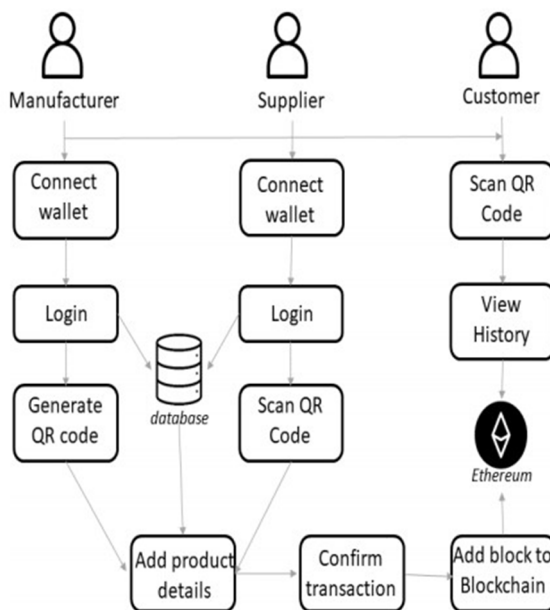 Manufacturer
Supplier
Customer
Connect
wallet
Connect
wallet
Scan QR
Code
Login
Login
View
History
database
Generate
QR code
Scan QR
Code
Ethereum
Add product
details
Confirm
transaction
Add block to
Blockchain